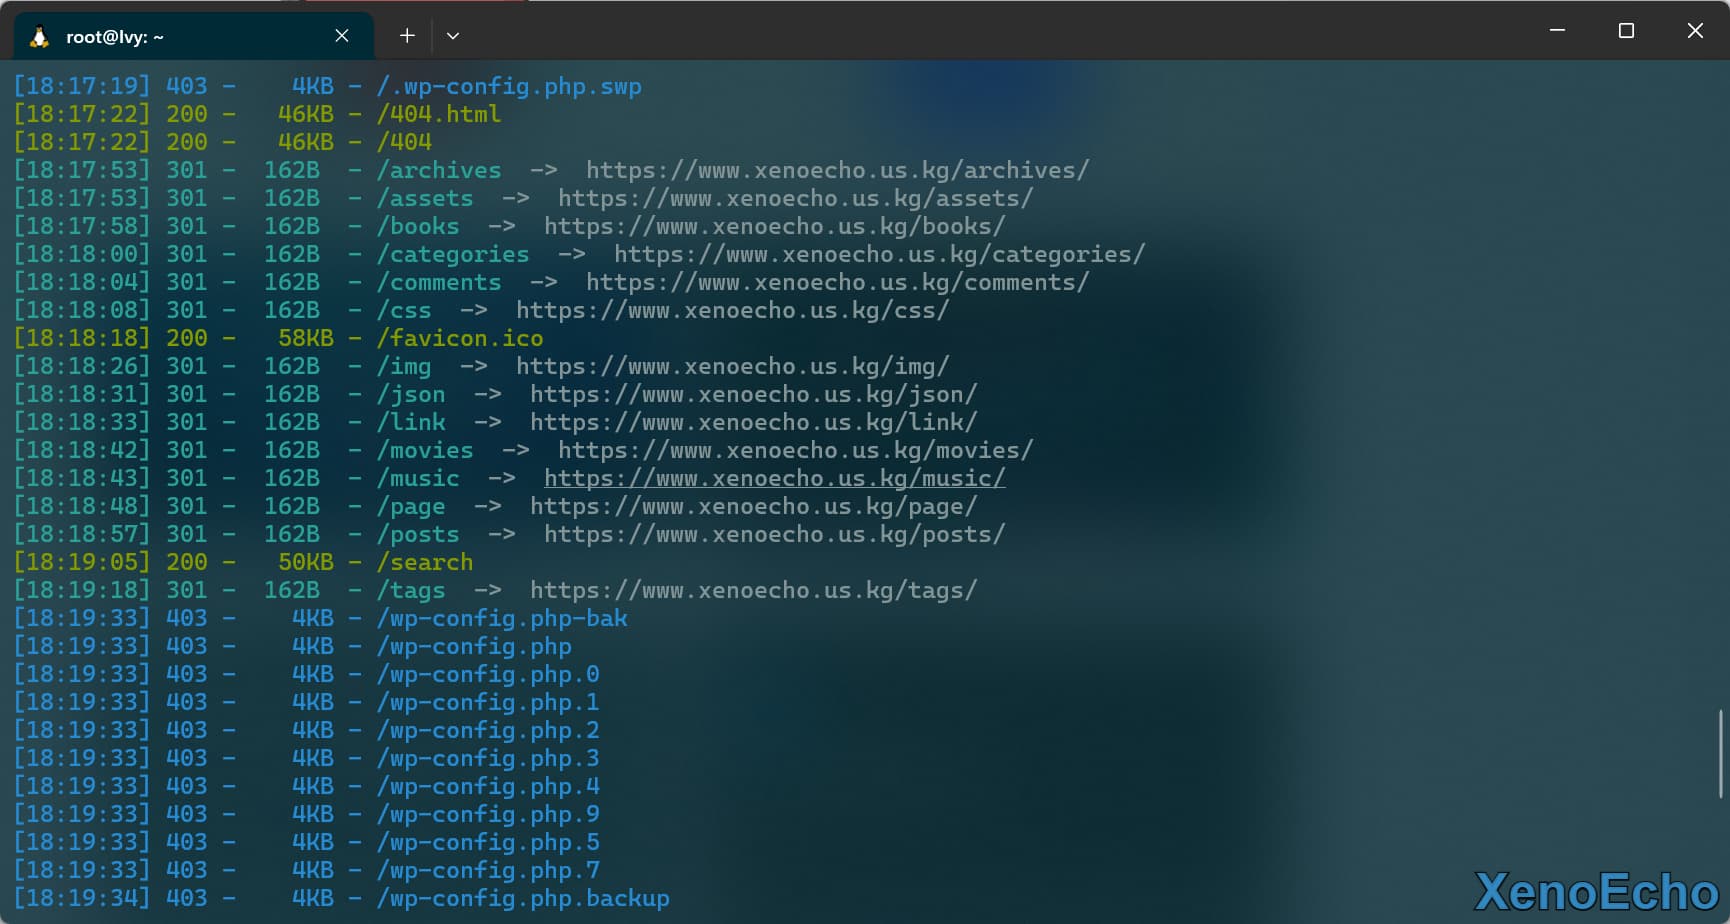 root@Ivy: ~
[18:17:19] 403 -    4KB - /.wp-config.php.swp
[18:17:22] 200 -   46KB - /404.html
[18:17:22] 200 -   46KB - /404
[18:17:53] 301 -  162B  - /archives  ->  https://www.xenoecho.us.kg/archives/
[18:17:53] 301 -  162B  - /assets  ->  https://www.xenoecho.us.kg/assets/
[18:17:58] 301 -  162B  - /books  ->  https://www.xenoecho.us.kg/books/
[18:18:00] 301 -  162B  - /categories  ->  https://www.xenoecho.us.kg/categories/
[18:18:04] 301 -  162B  - /comments  ->  https://www.xenoecho.us.kg/comments/
[18:18:08] 301 -  162B  - /css  ->  https://www.xenoecho.us.kg/css/
[18:18:18] 200 -   58KB - /favicon.ico
[18:18:26] 301 -  162B  - /img  ->  https://www.xenoecho.us.kg/img/
[18:18:31] 301 -  162B  - /json  ->  https://www.xenoecho.us.kg/json/
[18:18:33] 301 -  162B  - /link  ->  https://www.xenoecho.us.kg/link/
[18:18:42] 301 -  162B  - /movies  ->  https://www.xenoecho.us.kg/movies/
[18:18:43] 301 -  162B  - /music  ->  https://www.xenoecho.us.kg/music/
[18:18:48] 301 -  162B  - /page  ->  https://www.xenoecho.us.kg/page/
[18:18:57] 301 -  162B  - /posts  ->  https://www.xenoecho.us.kg/posts/
[18:19:05] 200 -   50KB - /search
[18:19:18] 301 -  162B  - /tags  ->  https://www.xenoecho.us.kg/tags/
[18:19:33] 403 -    4KB - /wp-config.php-bak
[18:19:33] 403 -    4KB - /wp-config.php
[18:19:33] 403 -    4KB - /wp-config.php.0
[18:19:33] 403 -    4KB - /wp-config.php.1
[18:19:33] 403 -    4KB - /wp-config.php.2
[18:19:33] 403 -    4KB - /wp-config.php.3
[18:19:33] 403 -    4KB - /wp-config.php.4
[18:19:33] 403 -    4KB - /wp-config.php.9
[18:19:33] 403 -    4KB - /wp-config.php.5
[18:19:33] 403 -    4KB - /wp-config.php.7
[18:19:34] 403 -    4KB - /wp-config.php.backup
XenoEcho